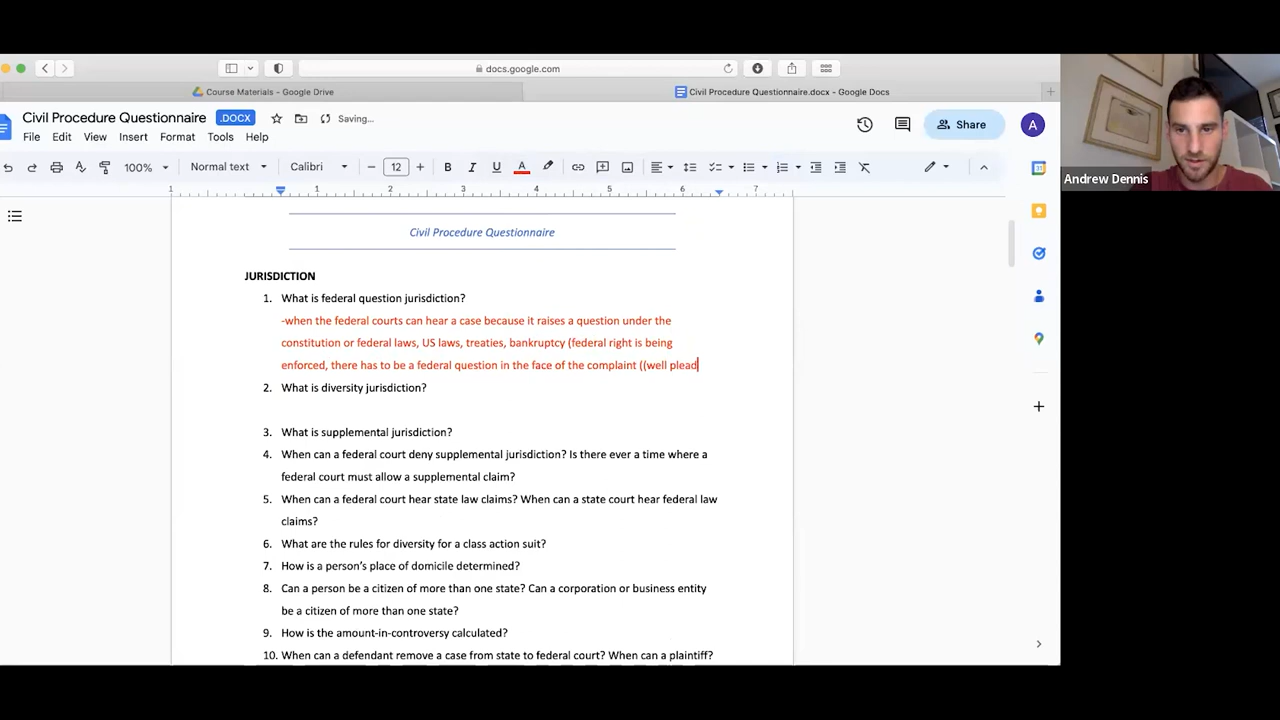 docs.google.com
Course Materials – Google Drive
Civil Procedure Questionnaire.docx - Google Docs
Civil Procedure Questionnaire .DOCX Saving...
File Edit View Insert Format Tools Help
Share
A
100% Normal text Calibri 12 B I U A
1 1 2 3 4 5 6 7
Andrew Dennis
Civil Procedure Questionnaire
JURISDICTION
1. What is federal question jurisdiction?
-when the federal courts can hear a case because it raises a question under the
constitution or federal laws, US laws, treaties, bankruptcy (federal right is being
enforced, there has to be a federal question in the face of the complaint ((well plead
2. What is diversity jurisdiction?
3. What is supplemental jurisdiction?
4. When can a federal court deny supplemental jurisdiction? Is there ever a time where a
federal court must allow a supplemental claim?
5. When can a federal court hear state law claims? When can a state court hear federal law
claims?
6. What are the rules for diversity for a class action suit?
7. How is a person's place of domicile determined?
8. Can a person be a citizen of more than one state? Can a corporation or business entity
be a citizen of more than one state?
9. How is the amount-in-controversy calculated?
10. When can a defendant remove a case from state to federal court? When can a plaintiff?